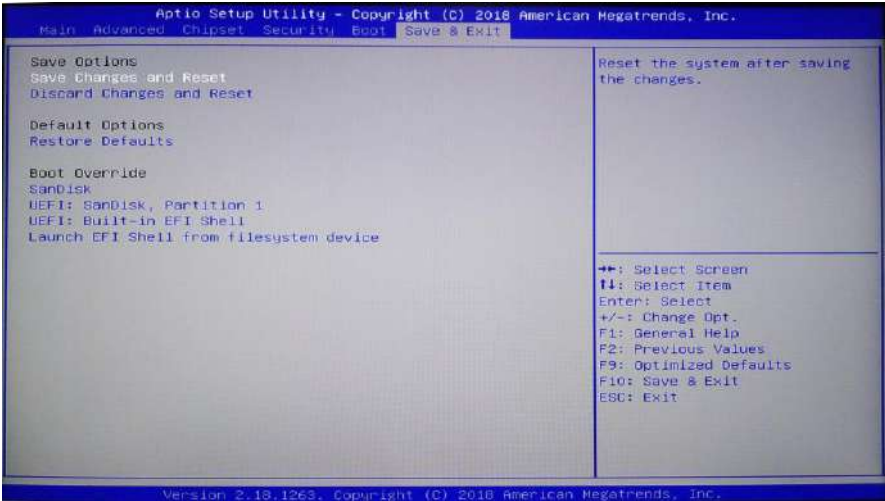 Aptio Setup Utility - Copyright (C) 2018 American Megatrends, Inc.
Main Advanced Chipset Security Boot Save & Exit
Save Options
Save Changes and Reset
Discard Changes and Reset
Default Options
Restore Defaults
Boot Override
SanDisk
UEFI: SanDisk, Partition 1
UEFI: Built-in EFI Shell
Launch EFI Shell from filesystem device
Reset the system after saving
the changes.
→←: Select Screen
↑↓: Select Item
Enter: Select
+/-: Change Opt.
F1: General Help
F2: Previous Values
F9: Optimized Defaults
F10: Save & Exit
ESC: Exit
Version 2.18.1263. Copyright (C) 2018 American Megatrends, Inc.